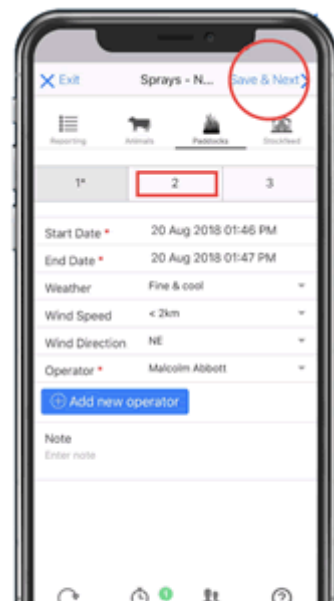 Exit Sprays - N... Save & Next
Reporting Animals Paddocks Stockfeed
1* 2 3
Start Date * 20 Aug 2018 01:46 PM
End Date * 20 Aug 2018 01:47 PM
Weather Fine & cool
Wind Speed < 2km
Wind Direction NE
Operator * Malcolm Abbott
Add new operator
Note
Enter note
1